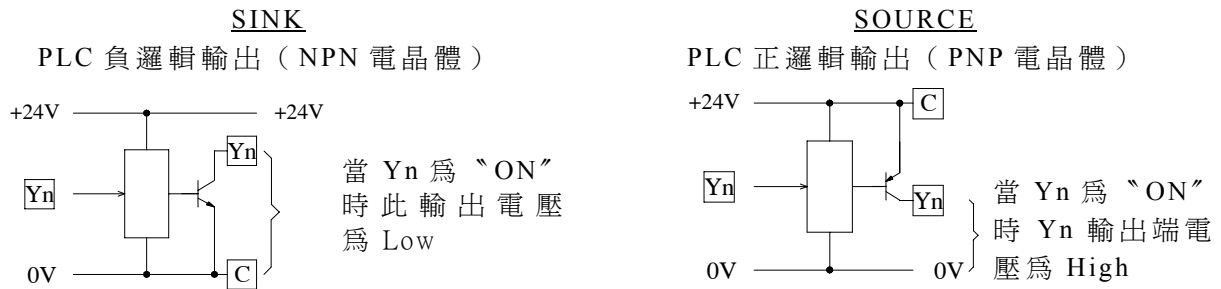 SINK
PLC 負邏輯輸出（NPN 電晶體）
+24V
+24V
Yn
Yn
當 Yn 為〝ON〞
時此輸出電壓
為 Low
0V
C
SOURCE
PLC 正邏輯輸出（PNP 電晶體）
+24V
C
Yn
Yn
當 Yn 為〝ON〞
時 Yn 輸出端電
壓為 High
0V
0V